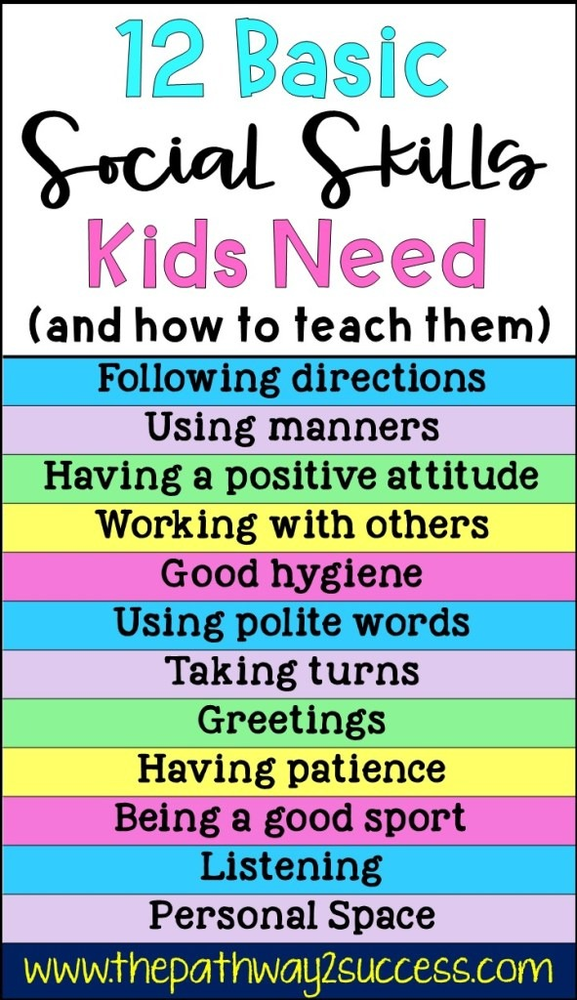 12 Basic
Social Skills
Kids Need
(and how to teach them)
Following directions
Using manners
Having a positive attitude
Working with others
Good hygiene
Using polite words
Taking turns
Greetings
Having patience
Being a good sport
Listening
Personal Space
www.thepathway2success.com